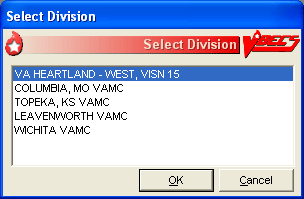 Select Division
Select Division
VBECS
VA HEARTLAND - WEST, VISN 15
COLUMBIA, MO VAMC
TOPEKA, KS VAMC
LEAVENWORTH VAMC
WICHITA VAMC
OK
Cancel